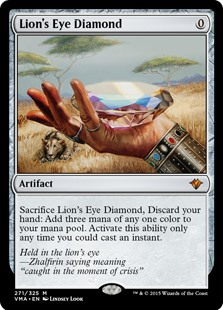 Lion's Eye Diamond 0
Artifact
Sacrifice Lion's Eye Diamond, Discard your
hand: Add three mana of any one color to
your mana pool. Activate this ability only
any time you could cast an instant.
Held in the lion's eye
—Zhalfirin saying meaning
"caught in the moment of crisis"
271/325 M
VMA • EN LINDSEY LOOK
™ & © 2015 Wizards of the Coast